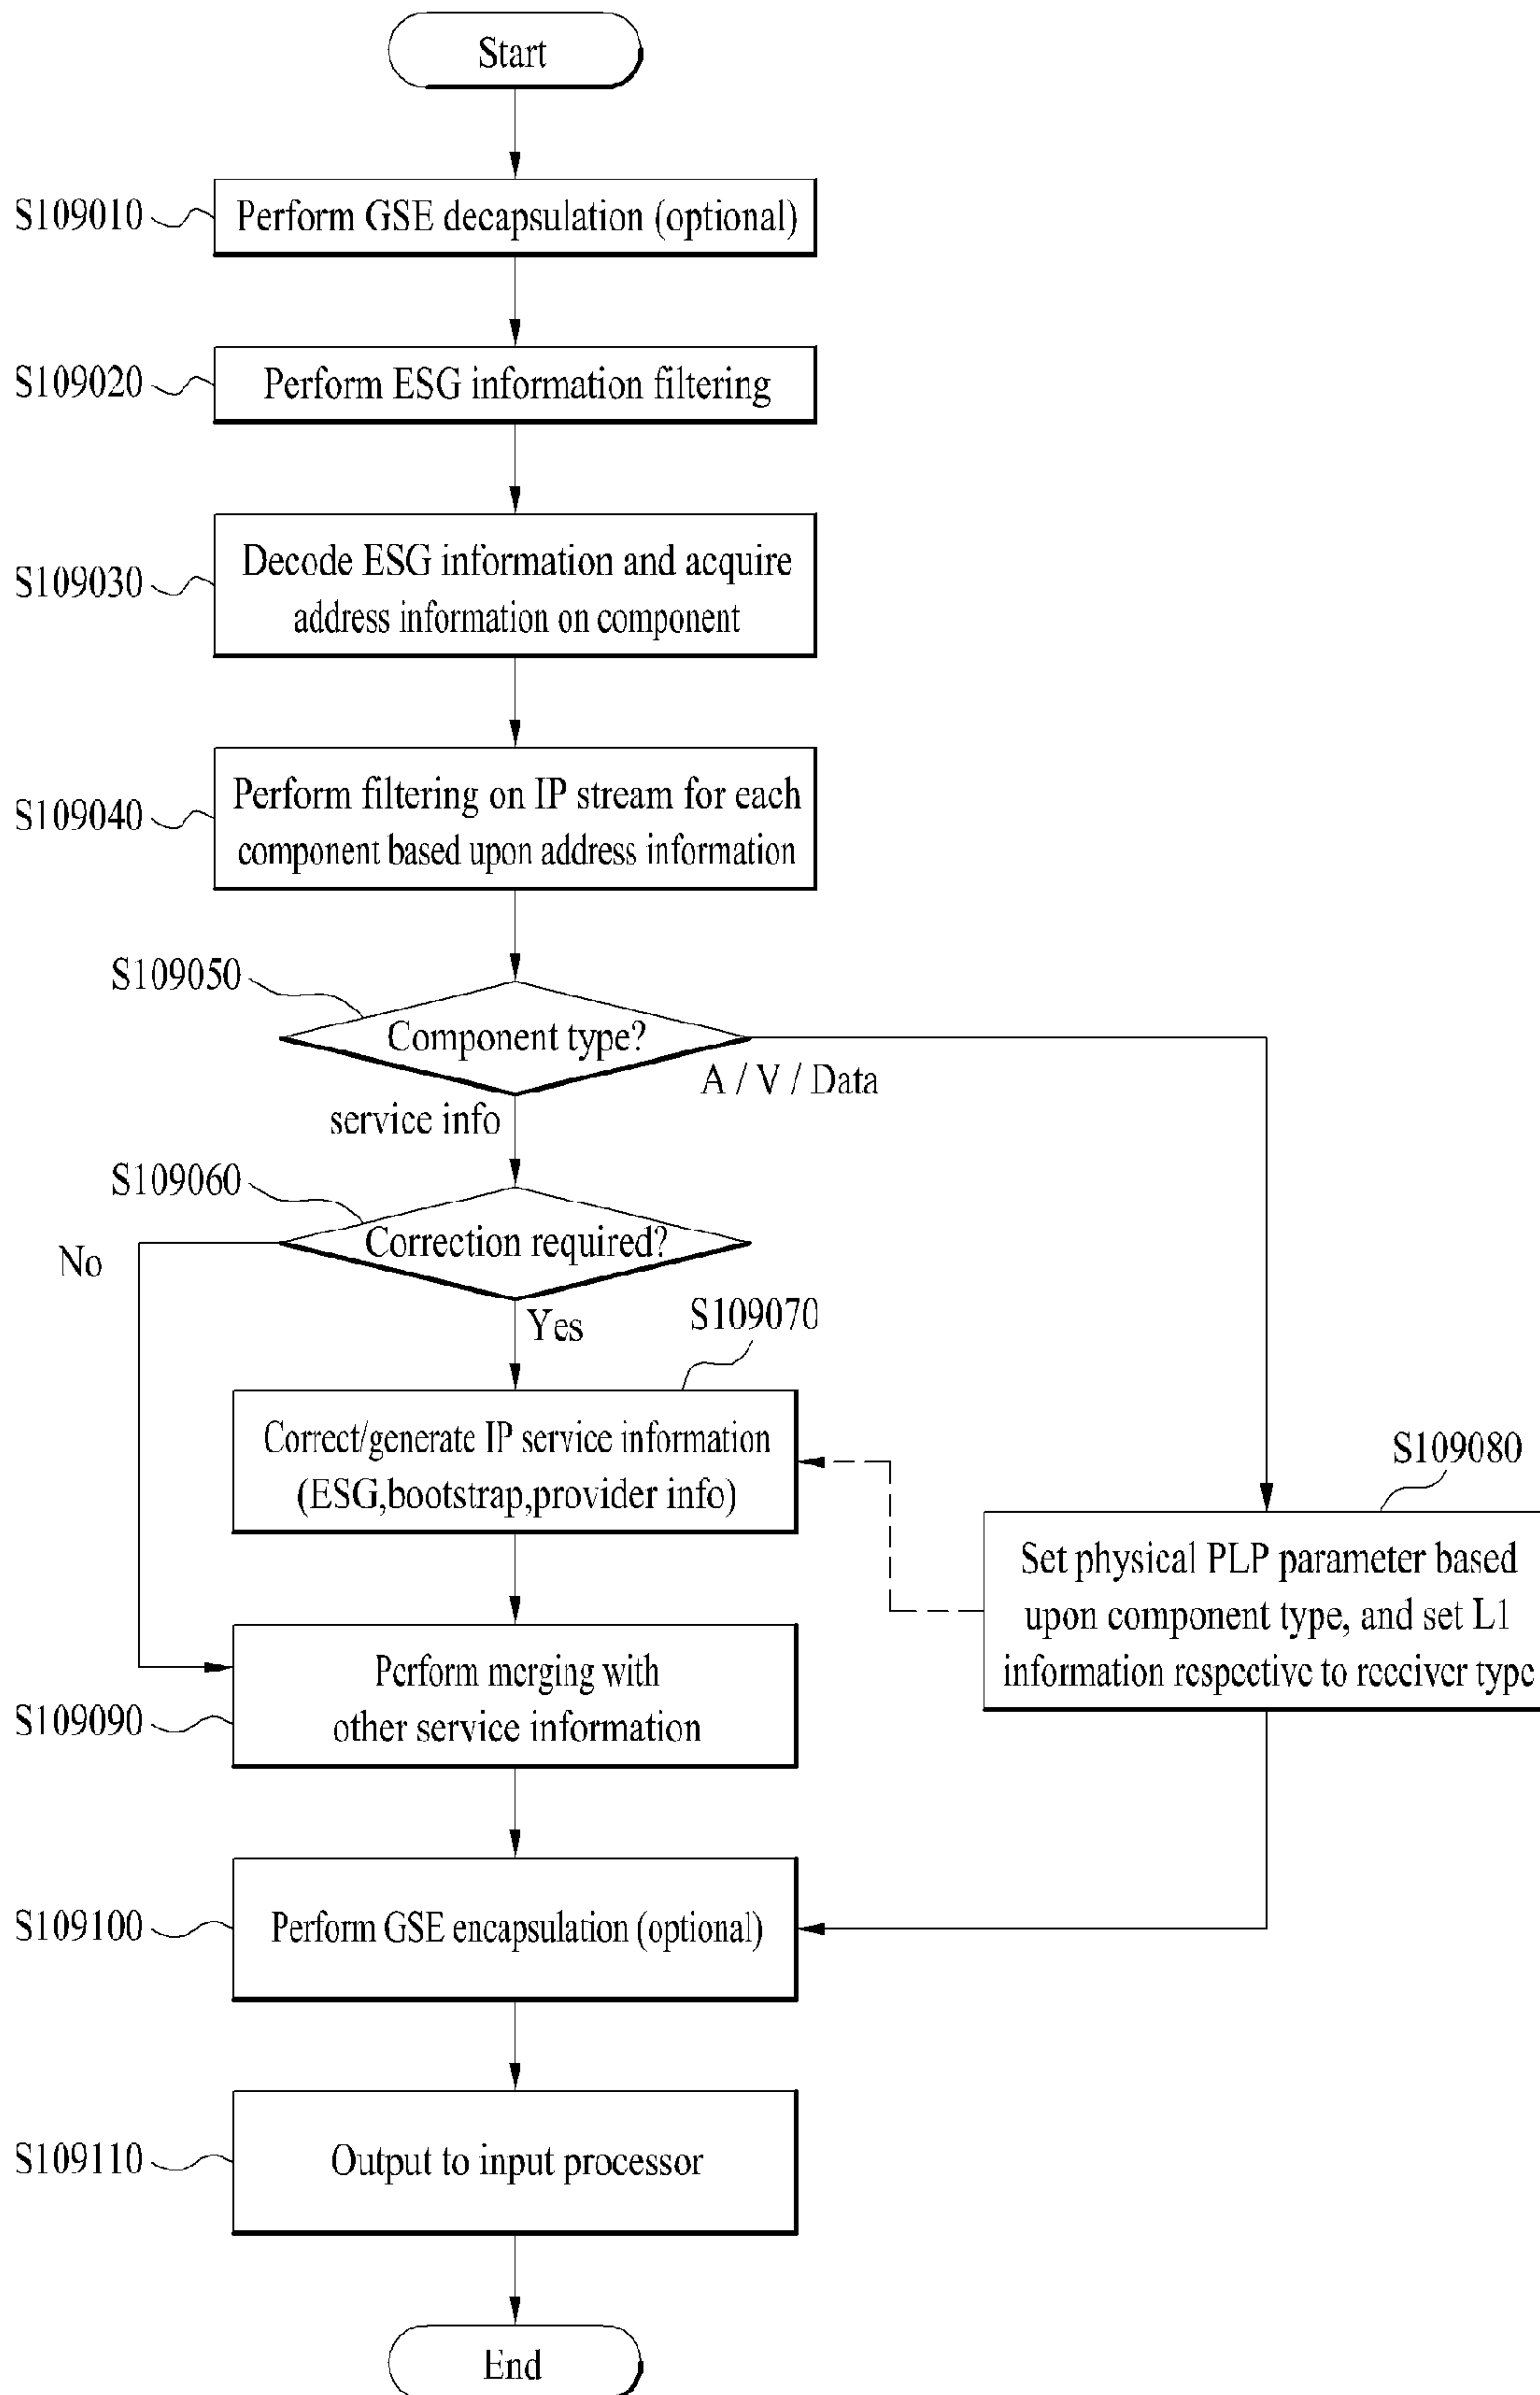 Start
S109010
Perform GSE decapsulation (optional)
S109020
Perform ESG information filtering
S109030
Decode ESG information and acquire
address information on component
S109040
Perform filtering on IP stream for each
component based upon address information
S109050
Component type?
A / V / Data
service info
S109060
Correction required?
No
Yes
S109070
Correct/generate IP service information
(ESG,bootstrap,provider info)
S109080
Set physical PLP parameter based
upon component type, and set L1
information respective to receiver type
S109090
Perform merging with
other service information
S109100
Perform GSE encapsulation (optional)
S109110
Output to input processor
End